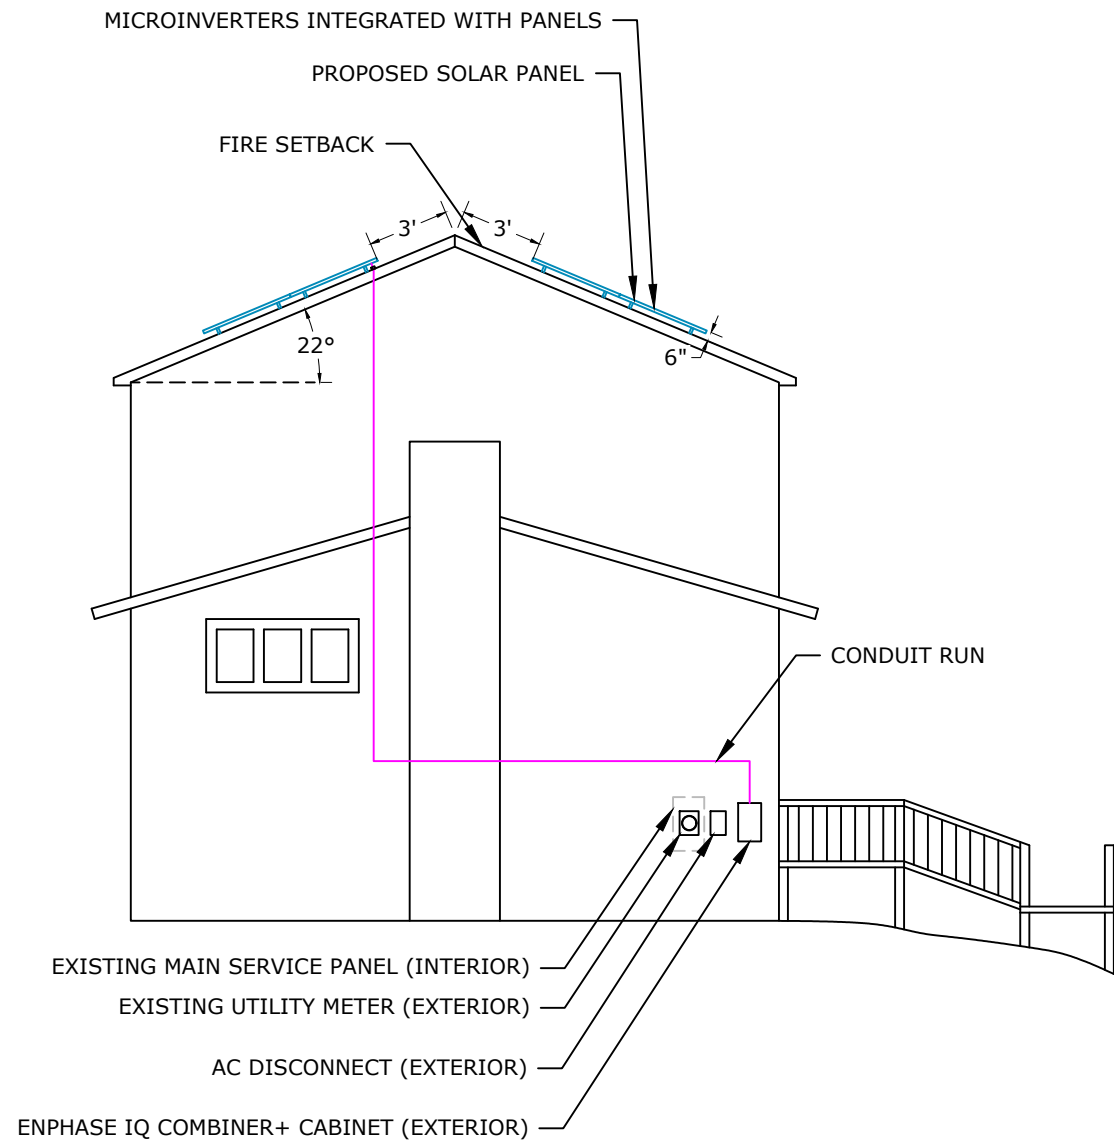 MICROINVERTERS INTEGRATED WITH PANELS
PROPOSED SOLAR PANEL
FIRE SETBACK
3'
3'
22°
6"
CONDUIT RUN
EXISTING MAIN SERVICE PANEL (INTERIOR)
EXISTING UTILITY METER (EXTERIOR)
AC DISCONNECT (EXTERIOR)
ENPHASE IQ COMBINER+ CABINET (EXTERIOR)